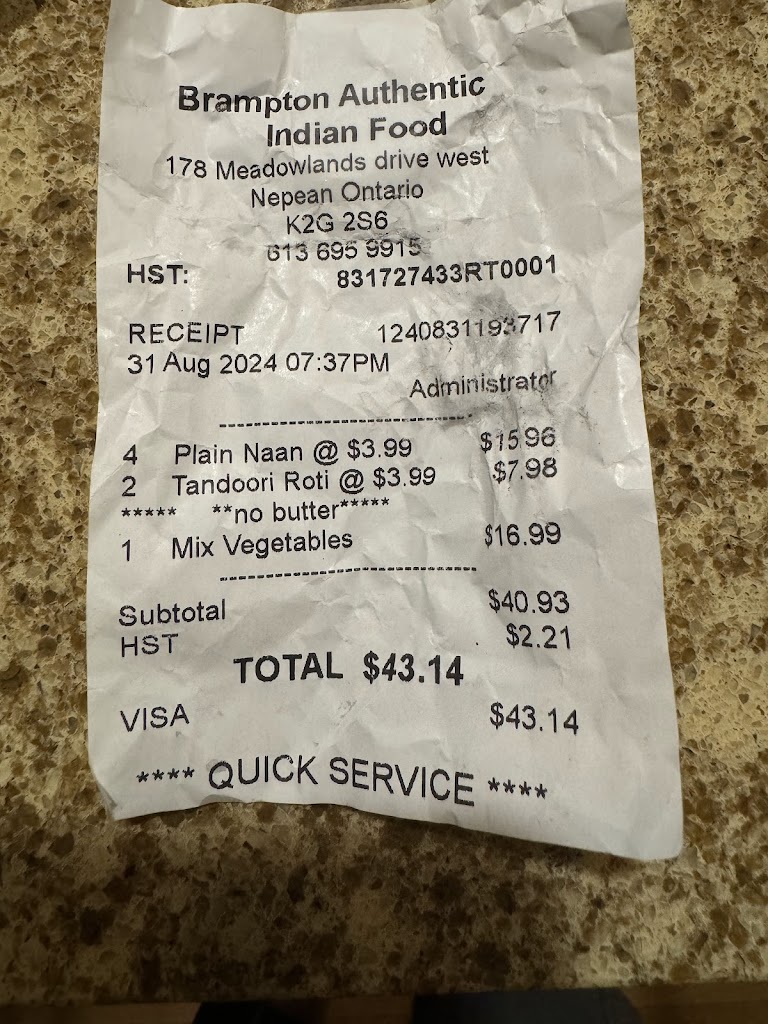 Brampton Authentic
Indian Food
178 Meadowlands drive west
Nepean Ontario
K2G 2S6
613 695 9915
HST: 831727433RT0001
RECEIPT 1240831193717
31 Aug 2024 07:37PM
Administrator
4 Plain Naan @ $3.99 $15.96
2 Tandoori Roti @ $3.99 $7.98
***** **no butter*****
1 Mix Vegetables $16.99
Subtotal $40.93
HST $2.21
TOTAL $43.14
VISA $43.14
**** QUICK SERVICE ****